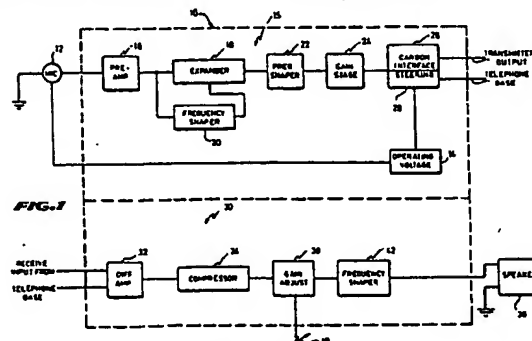 10
15
12
16
18
22
24
26
MIC
PRE-
AMP
EXPANDER
FREQ
SHAPER
GAIN
STAGE
CARBON
INTERFACE
STEERING
TRANSMITTER
OUTPUT
TELEPHONE
BASE
FREQUENCY
SHAPER
20
28
OPERATING
VOLTAGE
14
FIG.1
30
RECEIVE
INPUT FROM
TELEPHONE
BASE
32
DIFF
AMP
34
COMPRESSOR
GAIN
ADJUST
42
FREQUENCY
SHAPER
SPEAKER
36